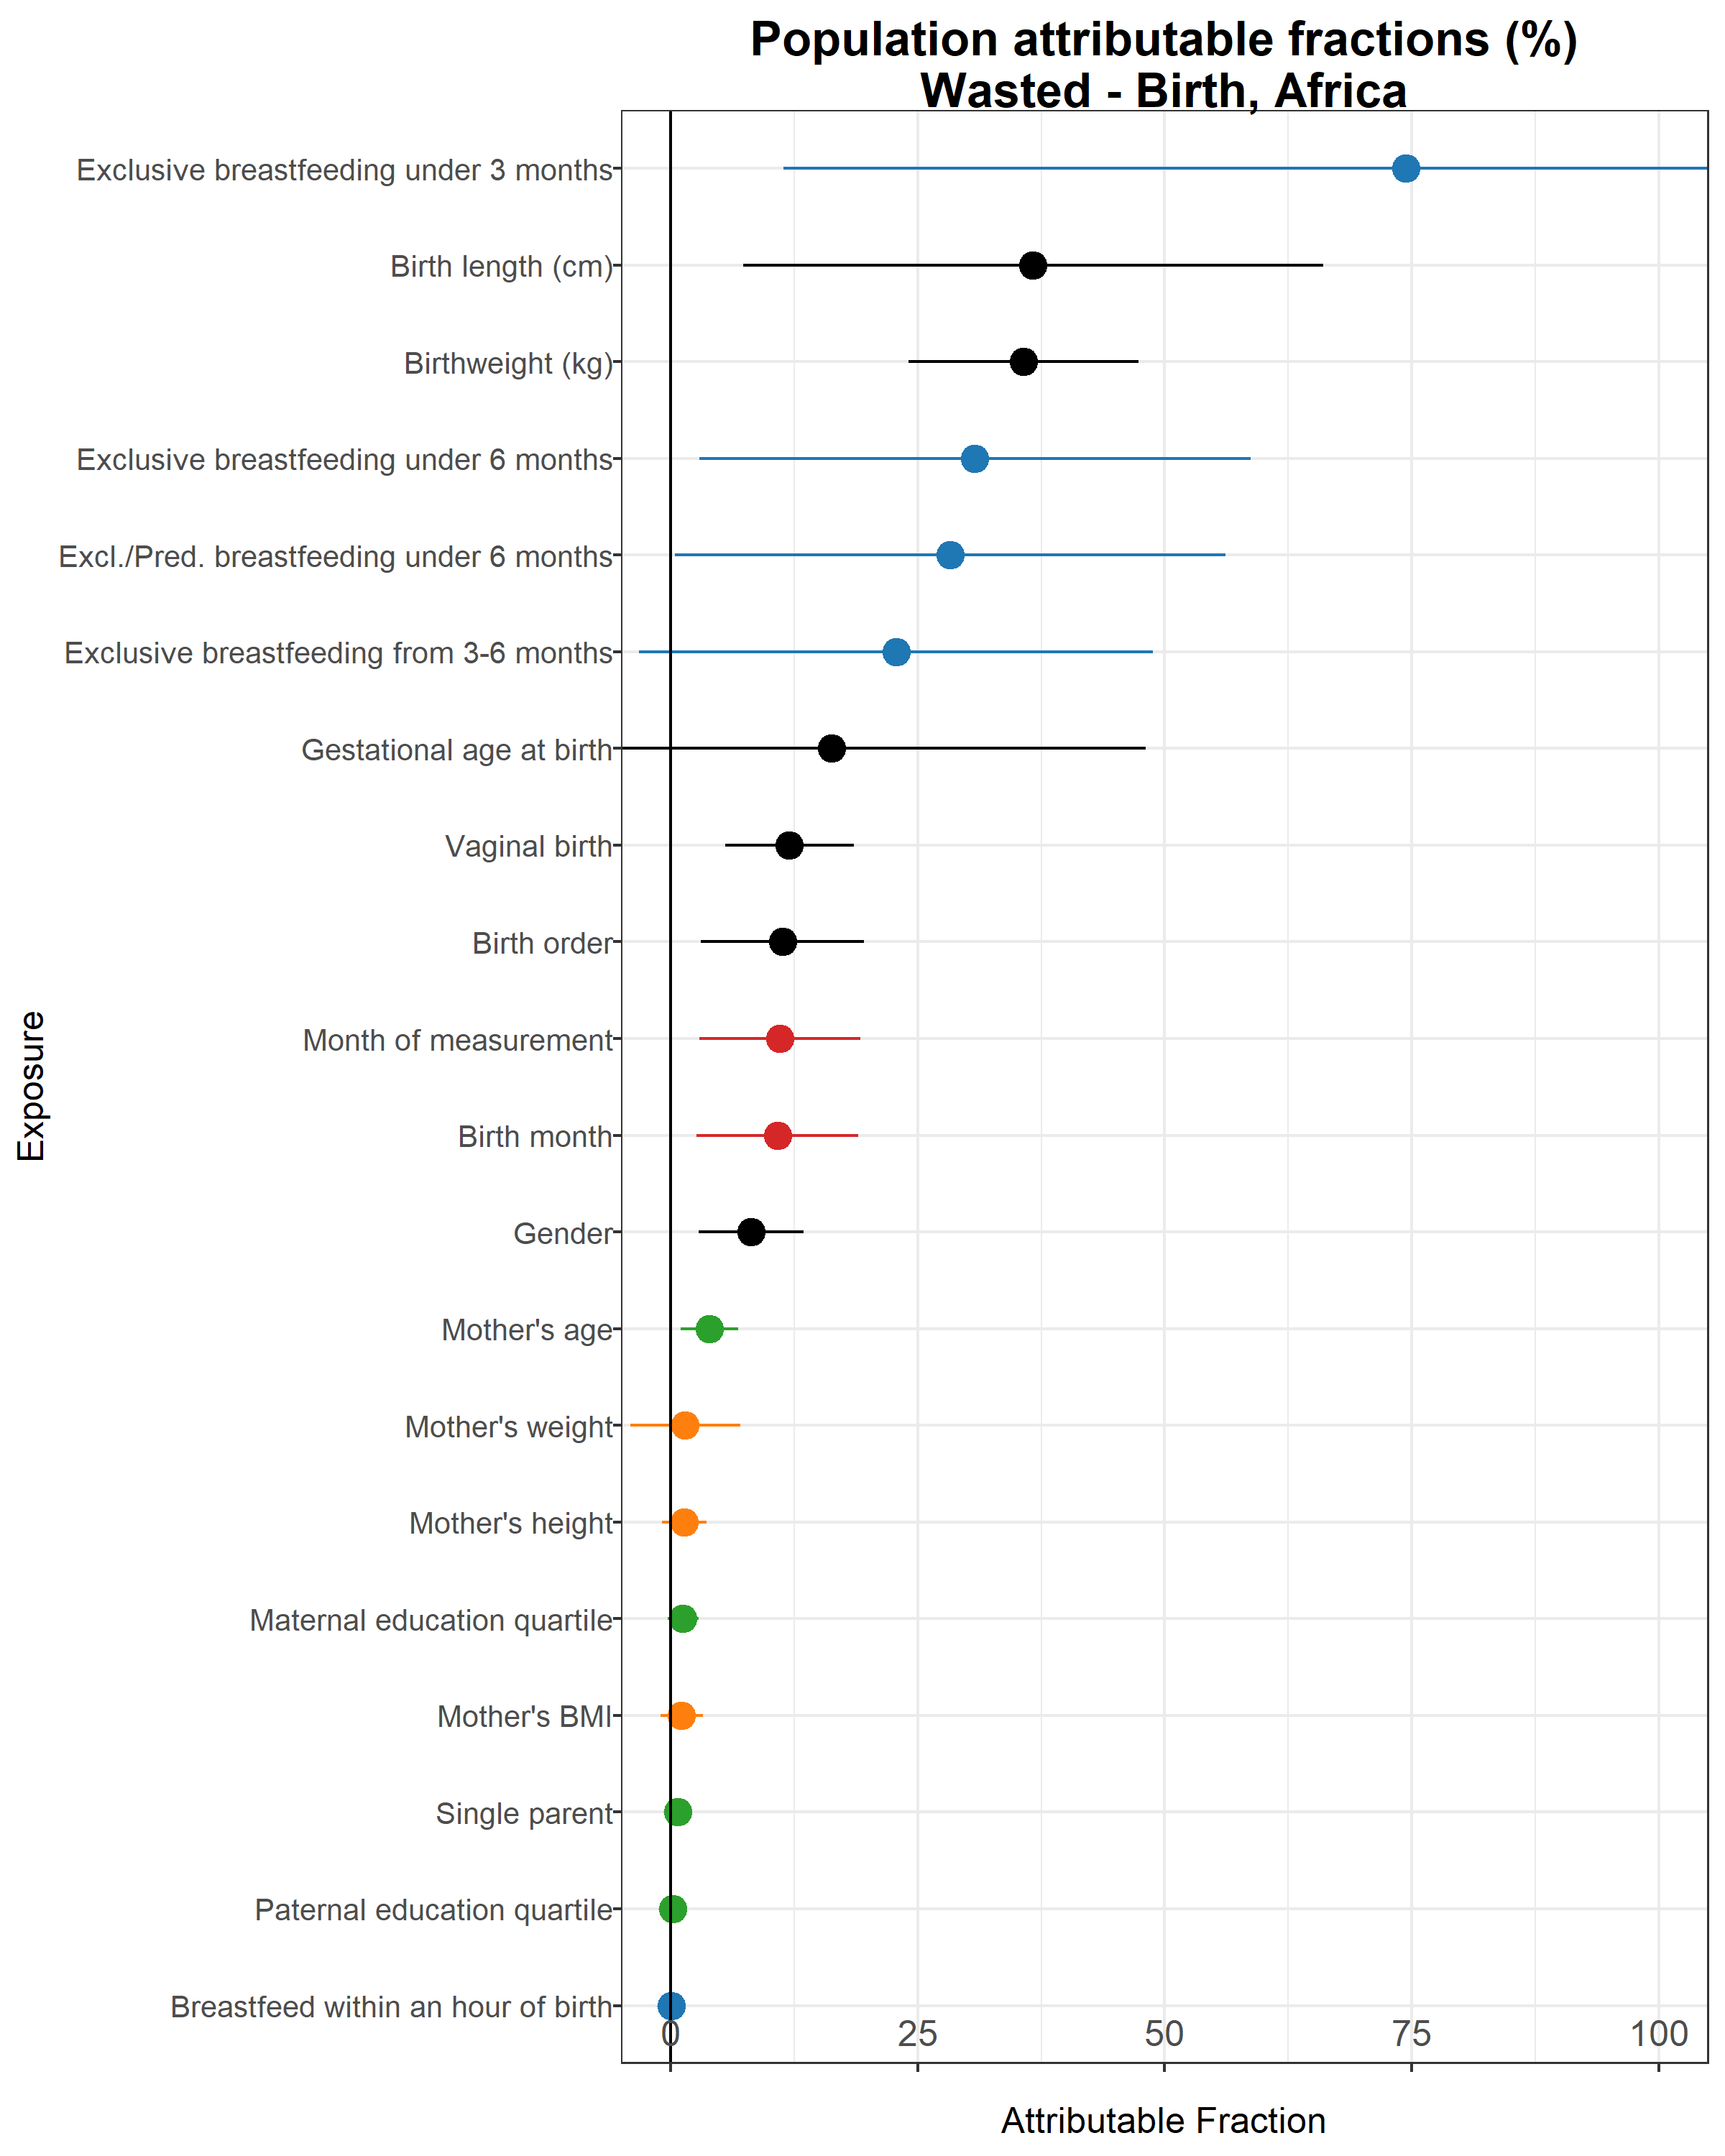 Population attributable fractions (%)
Wasted - Birth, Africa
Exclusive breastfeeding under 3 months
Birth length (cm)
Birthweight (kg)
Exclusive breastfeeding under 6 months
Excl./Pred. breastfeeding under 6 months
Exclusive breastfeeding from 3-6 months
Gestational age at birth
Vaginal birth
Birth order
Month of measurement
Birth month
Gender
Mother's age
Mother's weight
Mother's height
Maternal education quartile
Mother's BMI
Single parent
Paternal education quartile
Breastfeed within an hour of birth
Exposure
0 25 50 75 100
Attributable Fraction